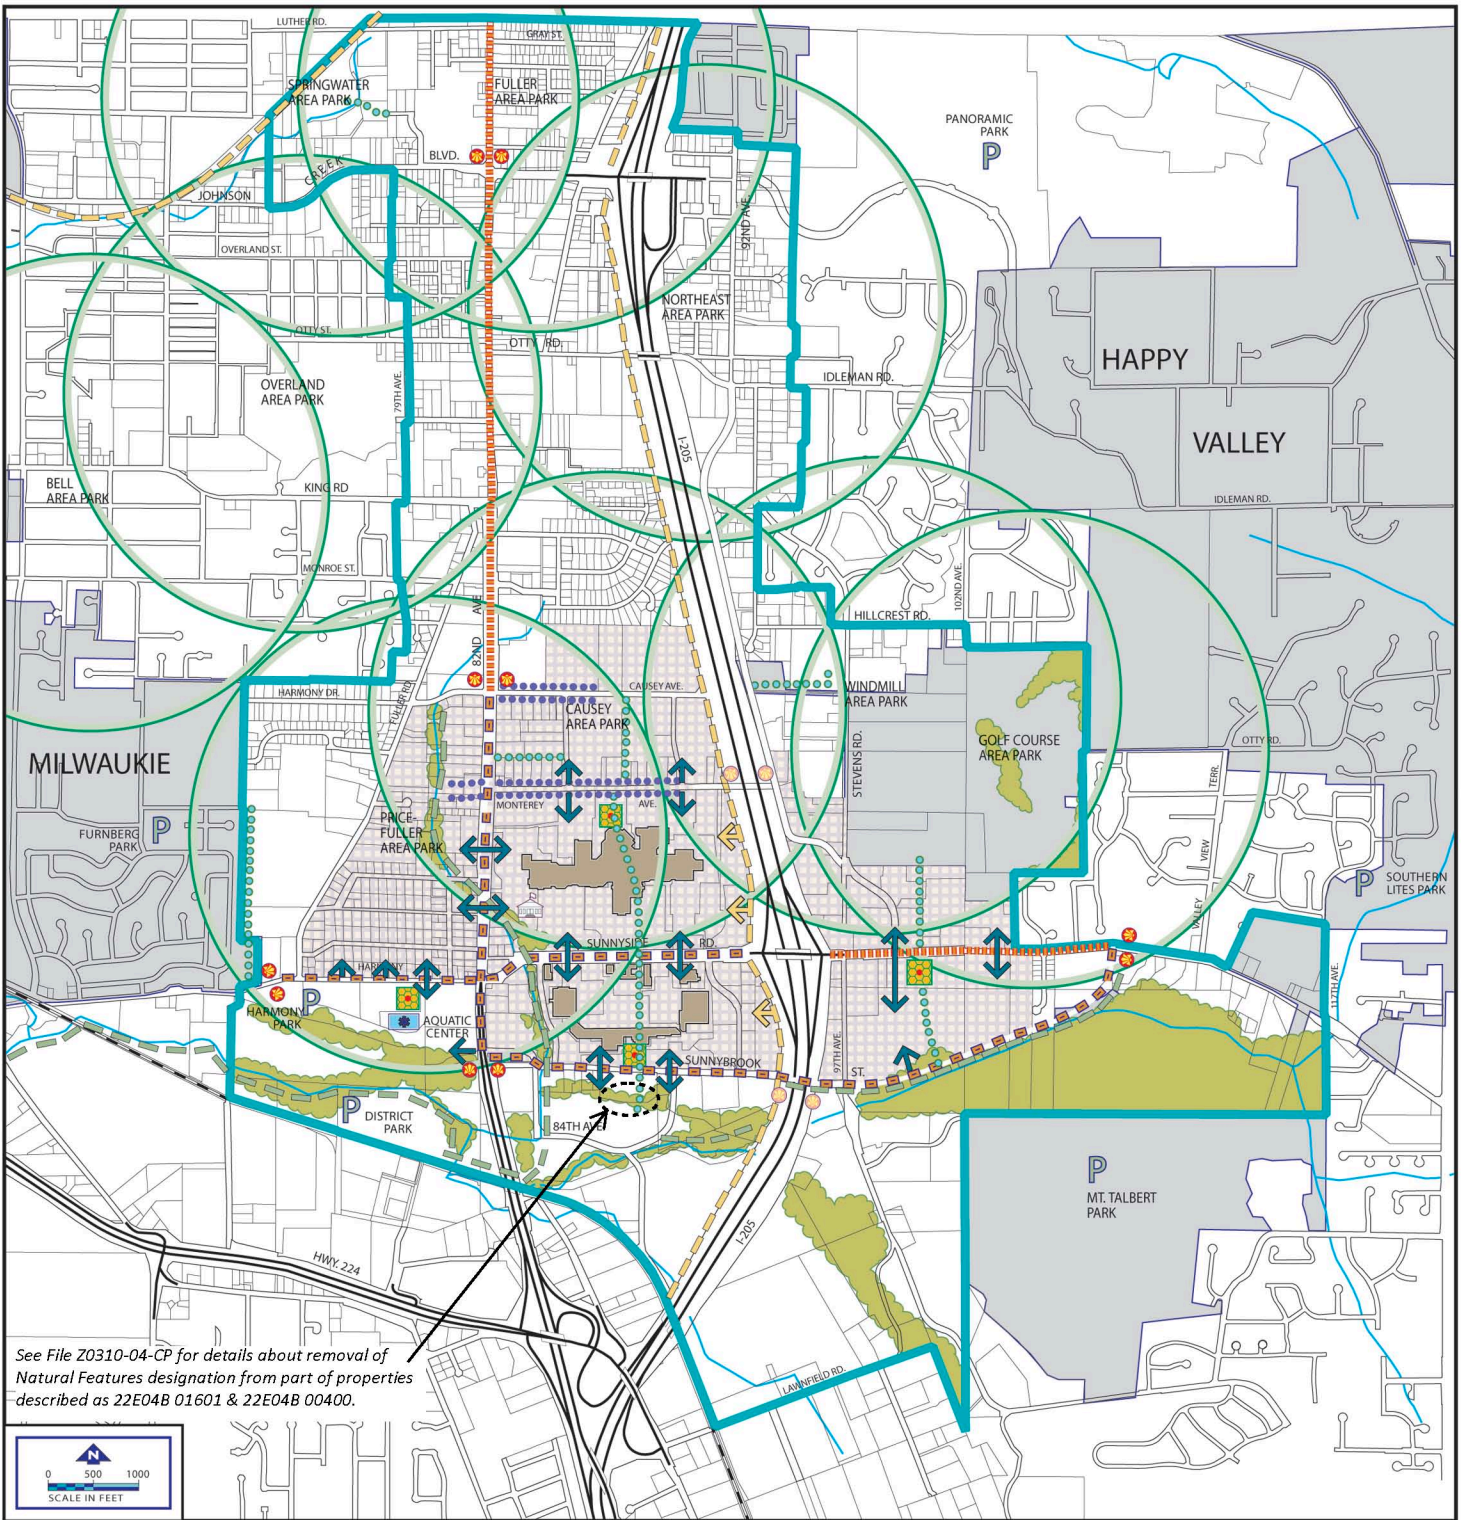 LUTHER RD.
GRAY ST.
SPRINGWATER
AREA PARK
FULLER
AREA PARK
PANORAMIC
PARK
P
BLVD.
CREEK
JOHNSON
92ND AVE.
OVERLAND ST.
NORTHEAST
AREA PARK
OTTY ST.
OTTY RD.
HAPPY
VALLEY
IDLEMAN RD.
OVERLAND
AREA PARK
79TH AVE.
I-205
BELL
AREA PARK
KING RD
IDLEMAN RD.
MONROE ST.
102ND AVE.
82ND AVE
HILLCREST RD.
HARMONY DR.
FULLER RD.
CAUSEY AVE.
WINDMILL
AREA PARK
CAUSEY
AREA PARK
STEVENS RD.
GOLF COURSE
AREA PARK
OTTY RD.
MILWAUKIE
VALLEY VIEW TERR.
MONTEREY AVE.
PRICE-
FULLER
AREA PARK
FURNBERG
PARK
P
P
SOUTHERN
LITES PARK
SUNNYSIDE RD.
HARMONY
117TH AVE.
HARMONY
PARK
P
AQUATIC
CENTER
97TH AVE
SUNNYBROOK ST.
P
DISTRICT
PARK
84TH AVE
P
MT. TALBERT
PARK
I-205
HWY. 224
LAWNFIELD RD.
See File Z0310-04-CP for details about removal of
Natural Features designation from part of properties
described as 22E04B 01601 & 22E04B 00400.
N
0 500 1000
SCALE IN FEET